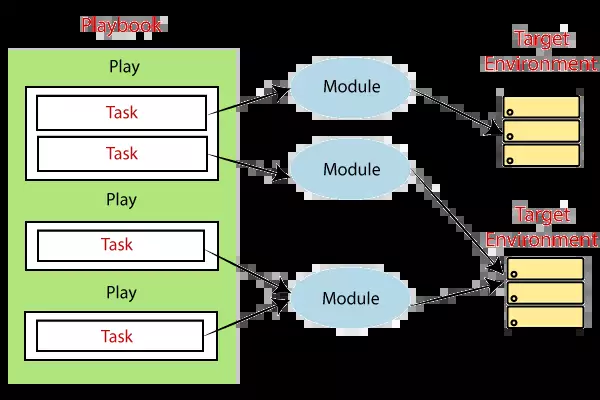 Playbook
Play
Task
Task
Play
Task
Play
Task
Module
Module
Module
Target
Environment
Target
Environment